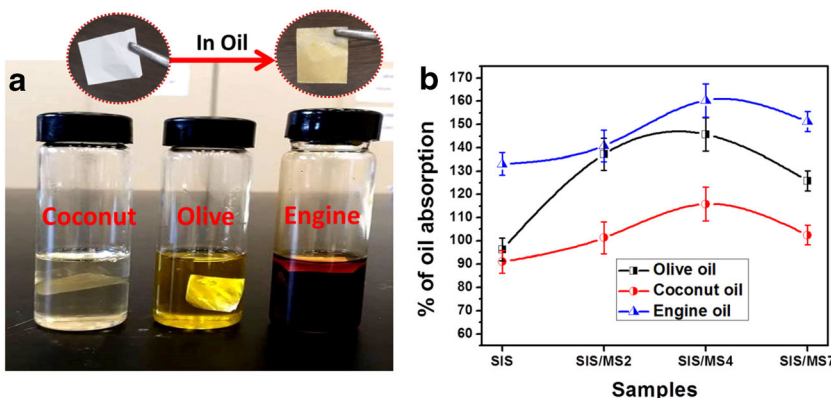 In Oil
a
Coconut
Olive
Engine
b
170
160
150
140
130
120
110
100
90
80
70
60
% of oil absorption
Olive oil
Coconut oil
Engine oil
SIS
SIS/MS2
SIS/MS4
SIS/MS7
Samples